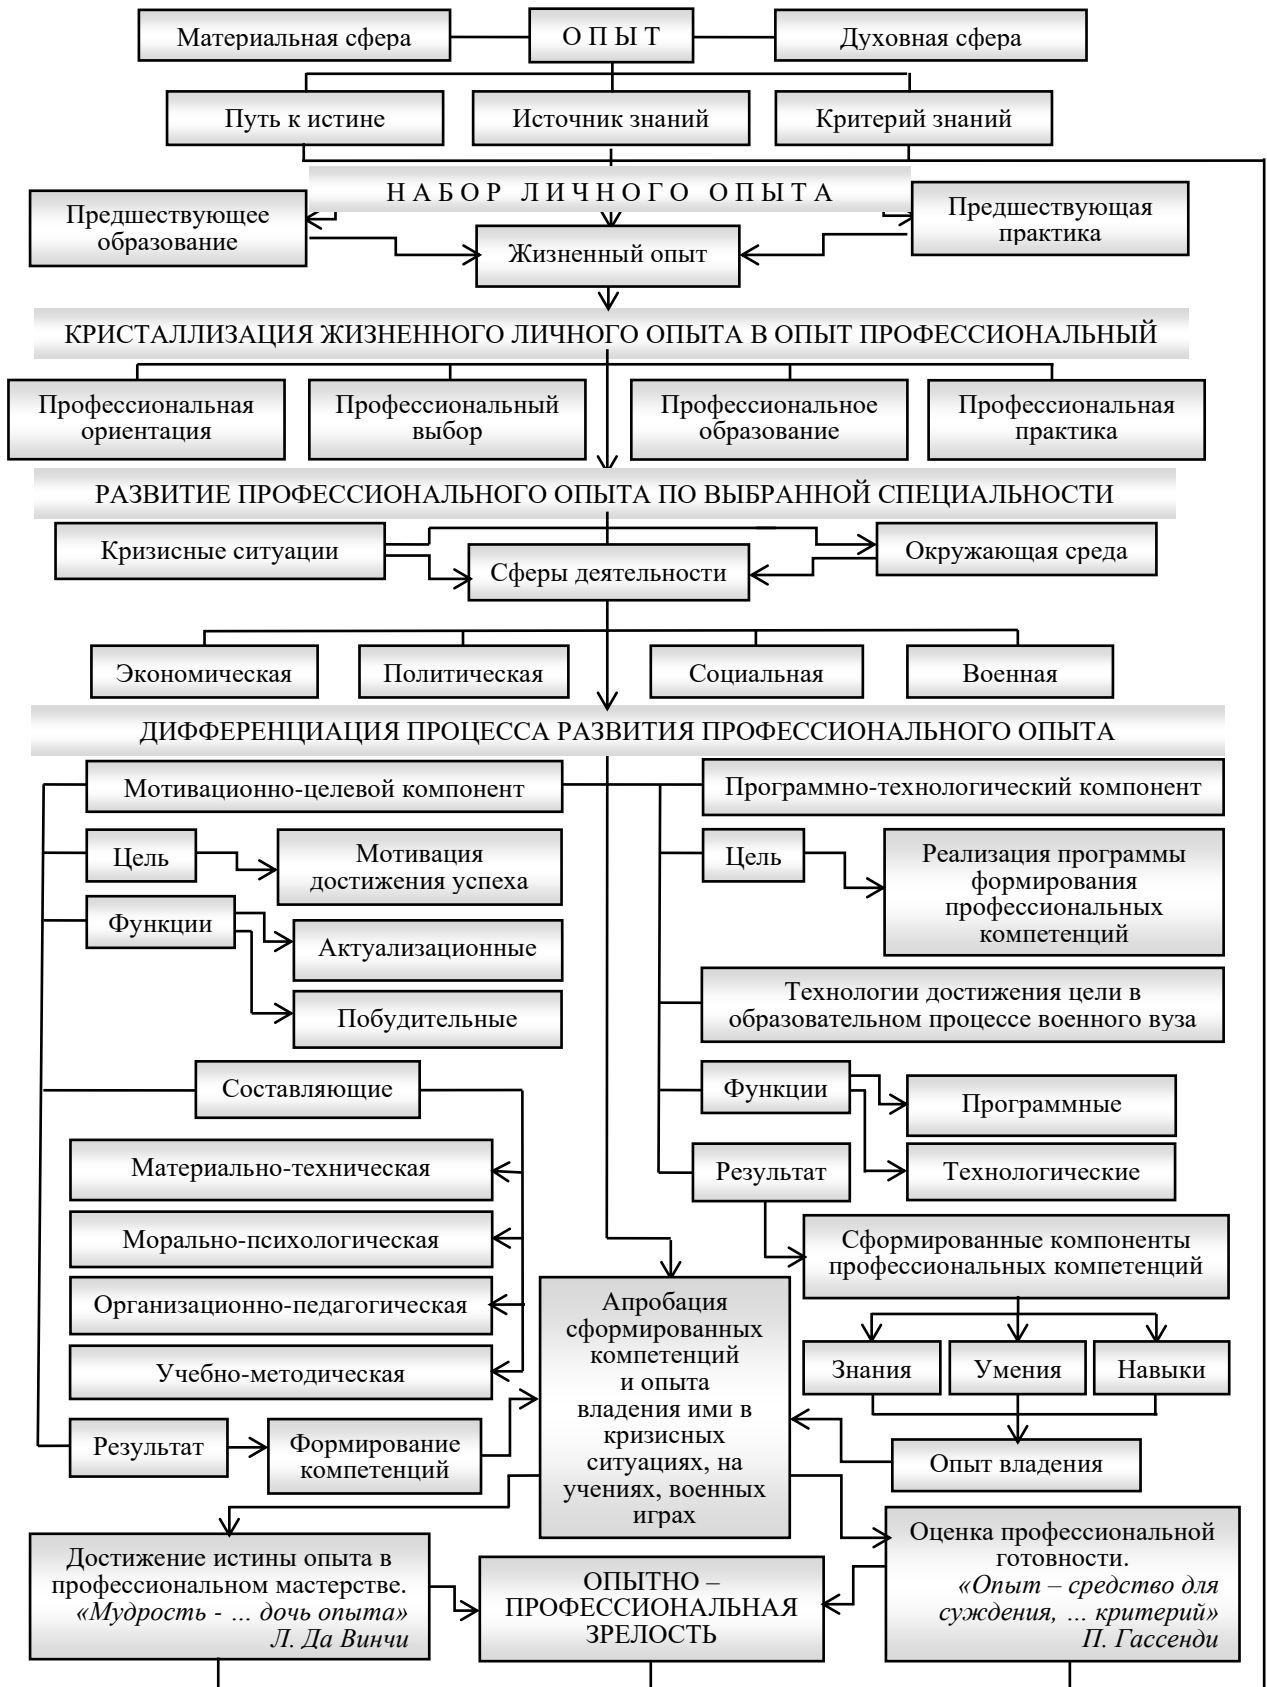 Материальная сфера
О П Ы Т
Духовная сфера
Путь к истине
Источник знаний
Критерий знаний
Н А Б О Р  Л И Ч Н О Г О  О П Ы Т А
Предшествующее
образование
Жизненный опыт
Предшествующая
практика
КРИСТАЛЛИЗАЦИЯ ЖИЗНЕННОГО ЛИЧНОГО ОПЫТА В ОПЫТ ПРОФЕССИОНАЛЬНЫЙ
Профессиональная
ориентация
Профессиональный
выбор
Профессиональное
образование
Профессиональная
практика
РАЗВИТИЕ ПРОФЕССИОНАЛЬНОГО ОПЫТА ПО ВЫБРАННОЙ СПЕЦИАЛЬНОСТИ
Кризисные ситуации
Сферы деятельности
Окружающая среда
Экономическая
Политическая
Социальная
Военная
ДИФФЕРЕНЦИАЦИЯ ПРОЦЕССА РАЗВИТИЯ ПРОФЕССИОНАЛЬНОГО ОПЫТА
Мотивационно-целевой компонент
Цель
Мотивация
достижения успеха
Функции
Актуализационные
Побудительные
Составляющие
Материально-техническая
Морально-психологическая
Организационно-педагогическая
Учебно-методическая
Результат
Формирование
компетенций
Программно-технологический компонент
Цель
Реализация программы
формирования
профессиональных
компетенций
Технологии достижения цели в
образовательном процессе военного вуза
Функции
Программные
Технологические
Результат
Сформированные компоненты
профессиональных компетенций
Знания
Умения
Навыки
Опыт владения
Апробация
сформированных
компетенций
и опыта
владения ими в
кризисных
ситуациях, на
учениях, военных
играх
Достижение истины опыта в
профессиональном мастерстве.
«Мудрость - … дочь опыта»
Л. Да Винчи
ОПЫТНО –
ПРОФЕССИОНАЛЬНАЯ
ЗРЕЛОСТЬ
Оценка профессиональной
готовности.
«Опыт – средство для
суждения, … критерий»
П. Гассенди